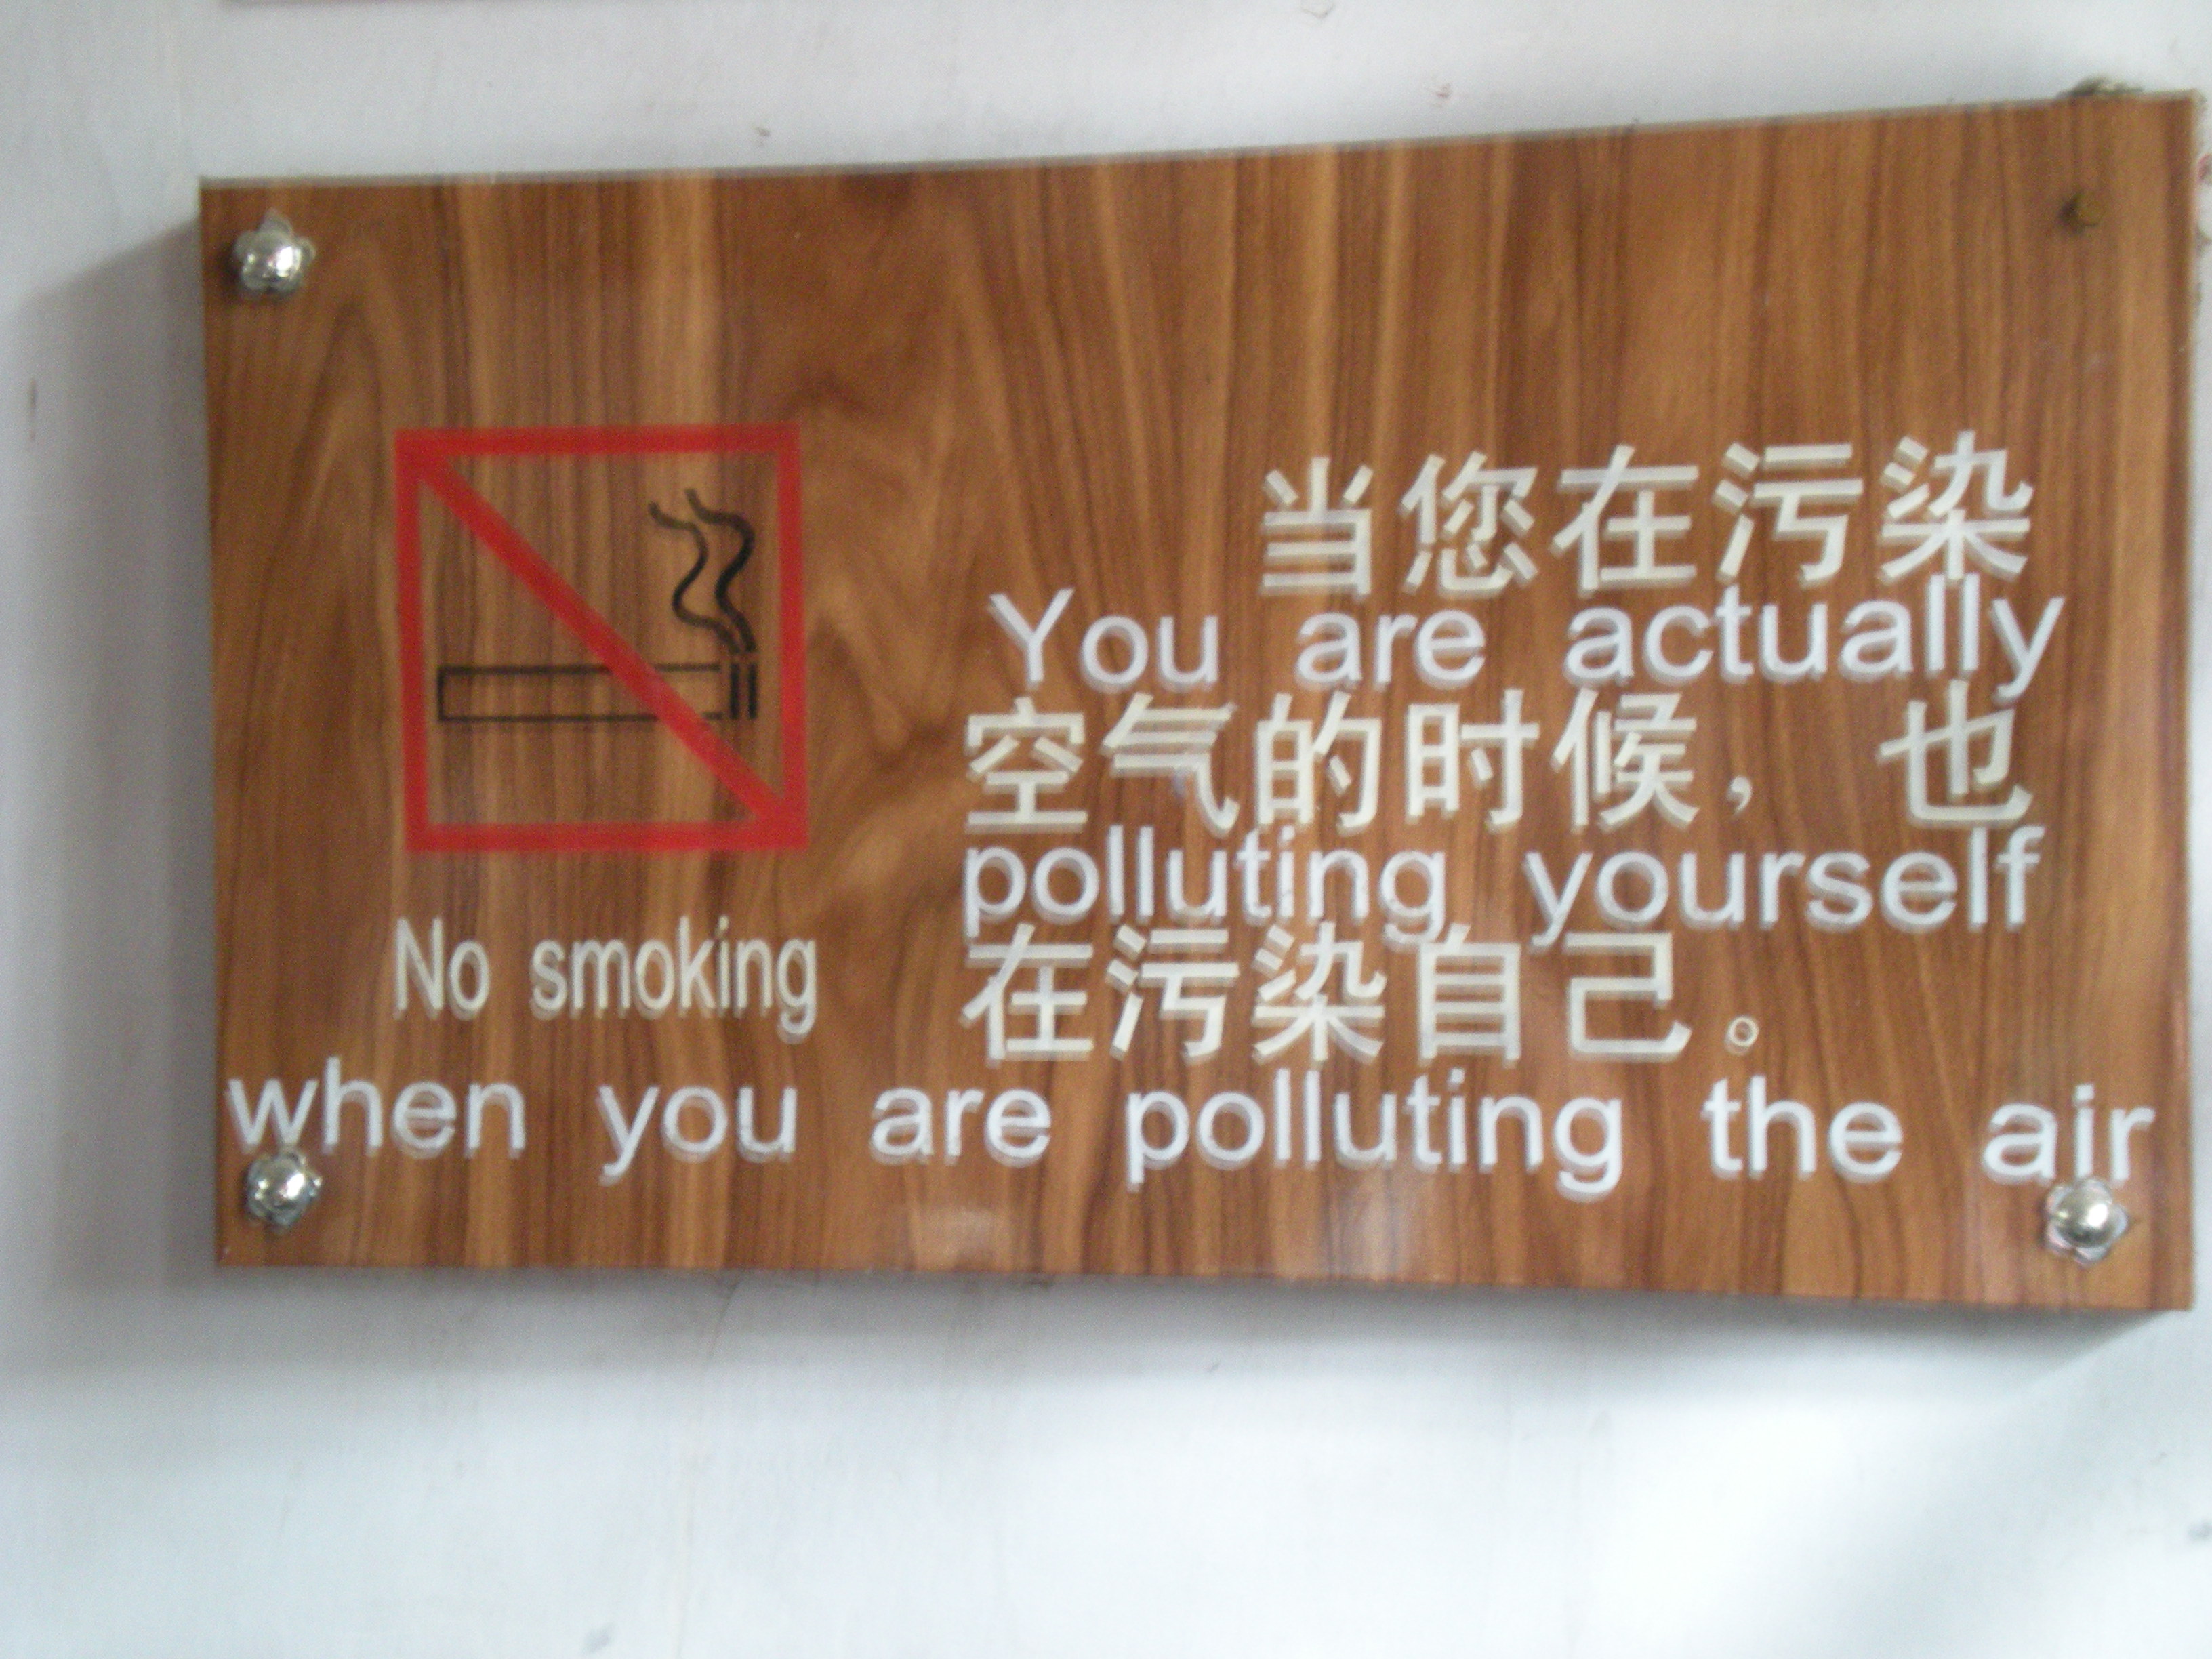 当您在污染
You are actually
空气的时候， 也
polluting yourself
No smoking
在污染自己。
when you are polluting the air